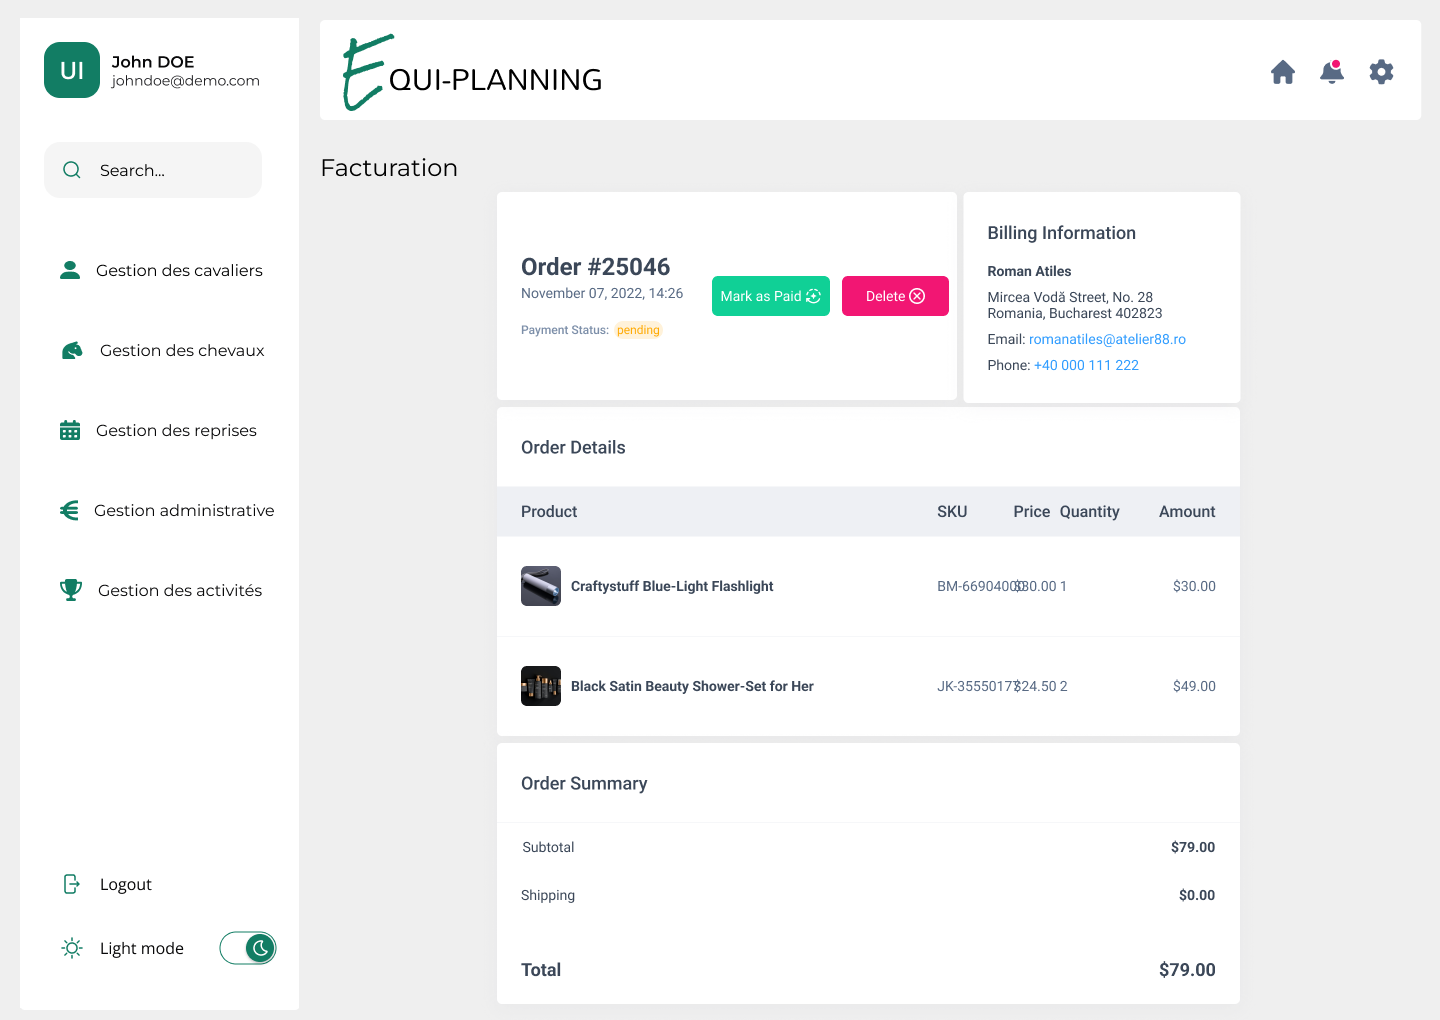 UI
John DOE
johndoe@demo.com
Search...
Gestion des cavaliers
Gestion des chevaux
Gestion des reprises
Gestion administrative
Gestion des activités
Logout
Light mode
EQUI-PLANNING
Facturation
Order #25046
November 07, 2022, 14:26
Payment Status: pending
Mark as Paid
Delete
Billing Information
Roman Atiles
Mircea Vodă Street, No. 28
Romania, Bucharest 402823
Email: romanatiles@atelier88.ro
Phone: +40 000 111 222
Order Details
Product SKU Price Quantity Amount
Craftystuff Blue-Light Flashlight BM-66904000 $30.00 1 $30.00
Black Satin Beauty Shower-Set for Her JK-35550177 $24.50 2 $49.00
Order Summary
Subtotal $79.00
Shipping $0.00
Total $79.00